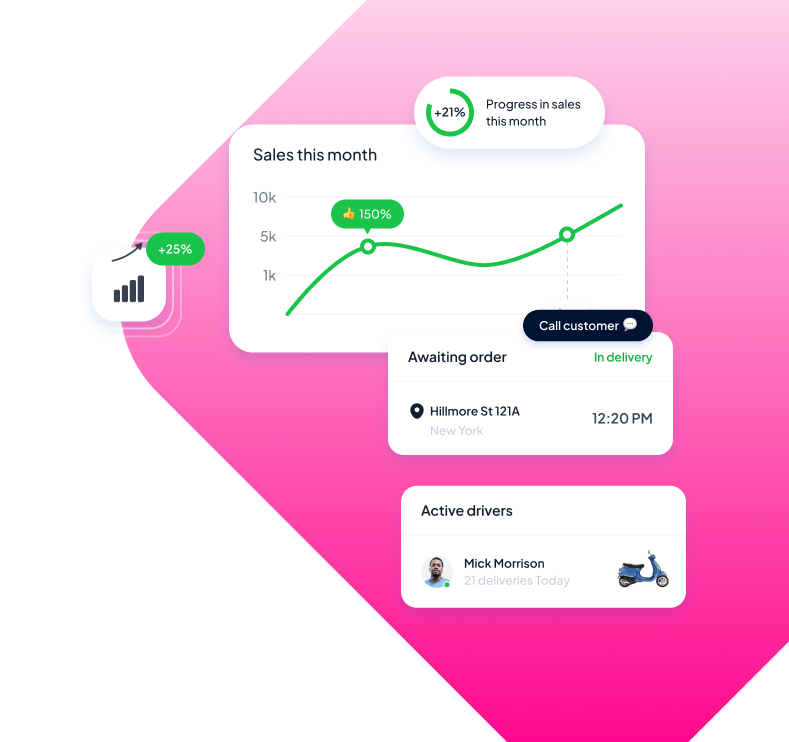 +21%
Progress in sales
this month
Sales this month
10k
👍 150%
5k
1k
+25%
Call customer 💬
Awaiting order
In delivery
Hillmore St 121A
12:20 PM
New York
Active drivers
Mick Morrison
21 deliveries Today